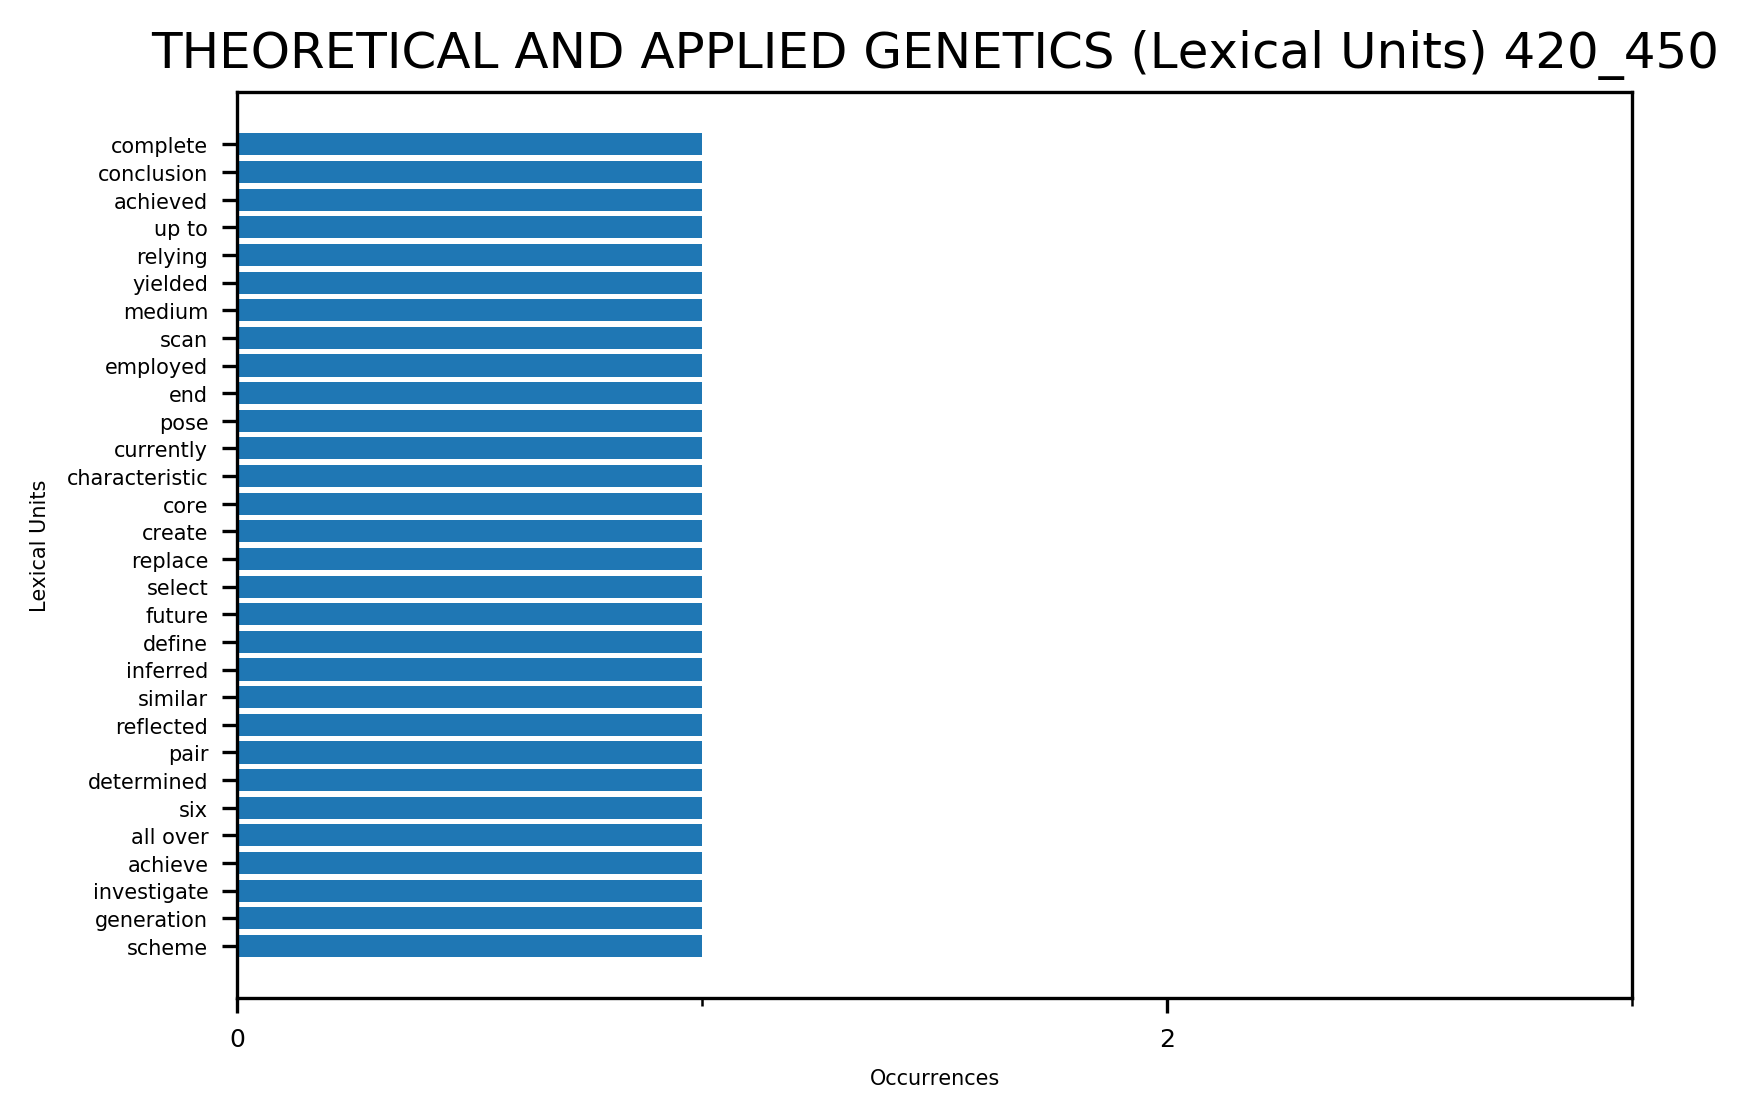 THEORETICAL AND APPLIED GENETICS (Lexical Units) 420_450
complete
conclusion
achieved
up to
relying
yielded
medium
scan
employed
end
pose
currently
characteristic
core
create
replace
select
future
define
inferred
similar
reflected
pair
determined
six
all over
achieve
investigate
generation
scheme
Lexical Units
0 2
Occurrences